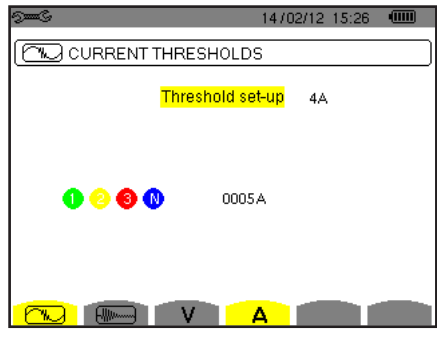 14/02/12 15:26
CURRENT THRESHOLDS
Threshold set-up 4A
1 2 3 N 0005A
V A